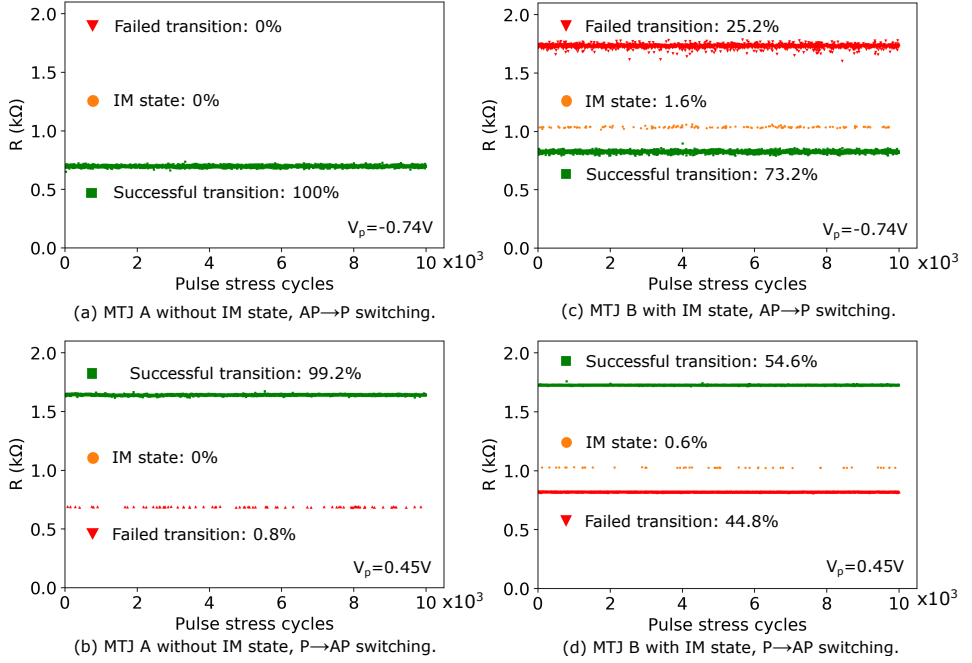 2.0
1.5
1.0
0.5
0.0
R (kΩ)
Failed transition: 0%
IM state: 0%
Successful transition: 100%
Vₚ=-0.74V
0
2
4
6
8
10
x10³
Pulse stress cycles
(a) MTJ A without IM state, AP→P switching.
2.0
1.5
1.0
0.5
0.0
R (kΩ)
Failed transition: 25.2%
IM state: 1.6%
Successful transition: 73.2%
Vₚ=-0.74V
0
2
4
6
8
10
x10³
Pulse stress cycles
(c) MTJ B with IM state, AP→P switching.
2.0
1.5
1.0
0.5
0.0
R (kΩ)
Successful transition: 99.2%
IM state: 0%
Failed transition: 0.8%
Vₚ=0.45V
0
2
4
6
8
10
x10³
Pulse stress cycles
(b) MTJ A without IM state, P→AP switching.
2.0
1.5
1.0
0.5
0.0
R (kΩ)
Successful transition: 54.6%
IM state: 0.6%
Failed transition: 44.8%
Vₚ=0.45V
0
2
4
6
8
10
x10³
Pulse stress cycles
(d) MTJ B with IM state, P→AP switching.